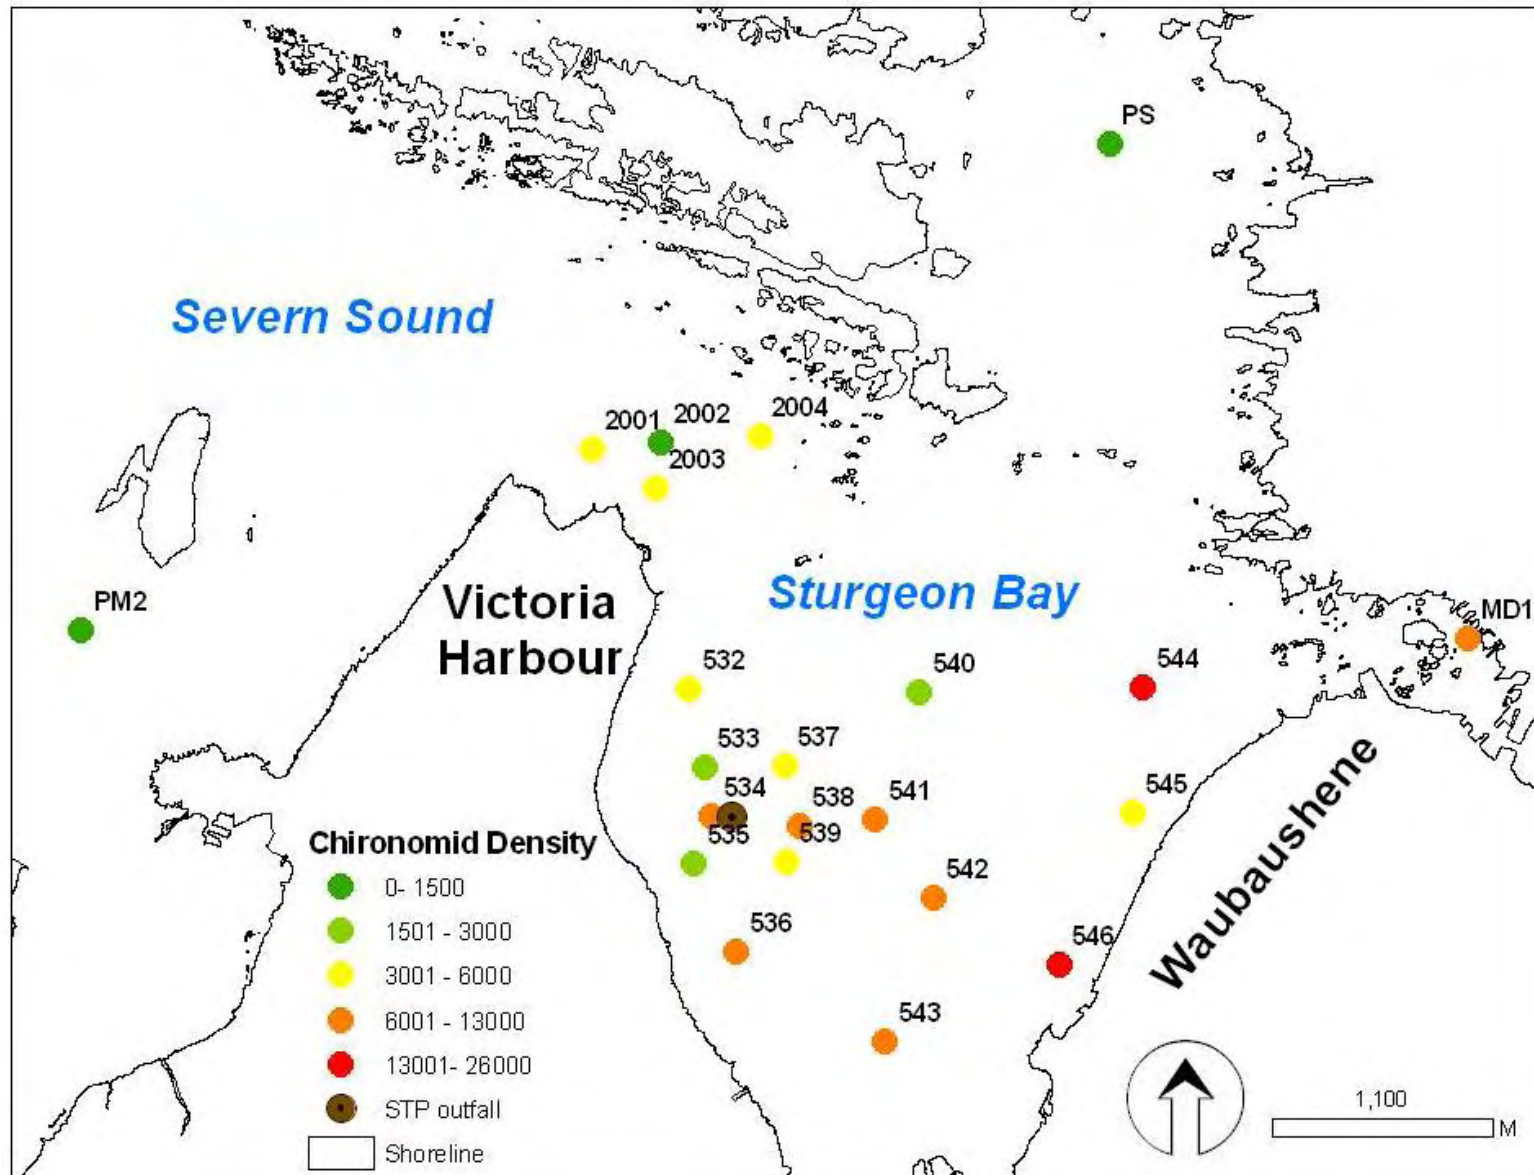 PS
Severn Sound
2001
2002
2004
2003
PM2
Victoria
Harbour
Sturgeon Bay
MD1
532
540
544
533
537
534
538
541
545
535
539
542
536
546
543
Waubaushene
Chironomid Density
0- 1500
1501 - 3000
3001 - 6000
6001 - 13000
13001- 26000
STP outfall
Shoreline
1,100
M